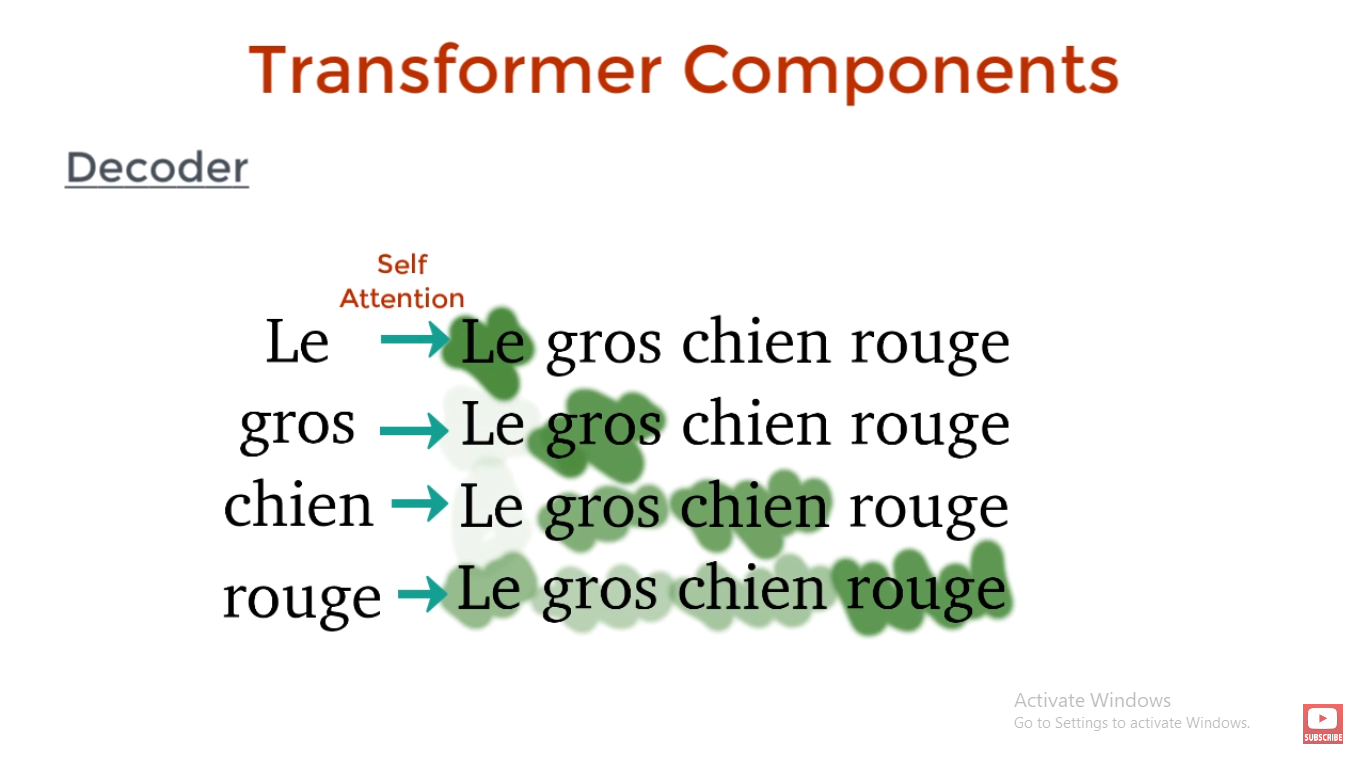 Transformer Components
Decoder
Self
Attention
Le Le gros chien rouge
gros Le gros chien rouge
chien Le gros chien rouge
rouge Le gros chien rouge
Activate Windows
Go to Settings to activate Windows.
SUBSCRIBE